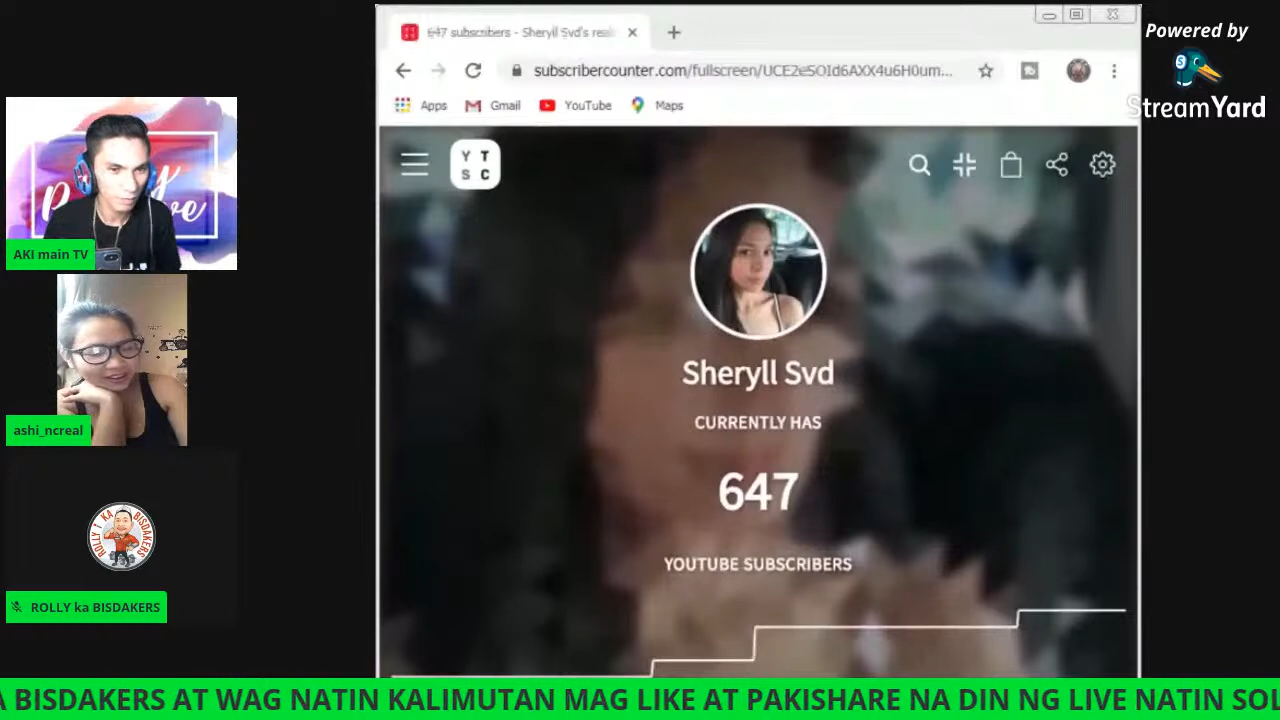 647 subscribers - Sheryll Svd's real
subscribercounter.com/fullscreen/UCE2eSOId6AXX4u6H0um...
Apps
Gmail
YouTube
Maps
Powered by
StreamYard
Y T
S C
AKI main TV
ashi_ncreal
ROLLY ka BISDAKERS
Sheryll Svd
CURRENTLY HAS
647
YOUTUBE SUBSCRIBERS
BISDAKERS AT WAG NATIN KALIMUTAN MAG LIKE AT PAKISHARE NA DIN NG LIVE NATIN SOL